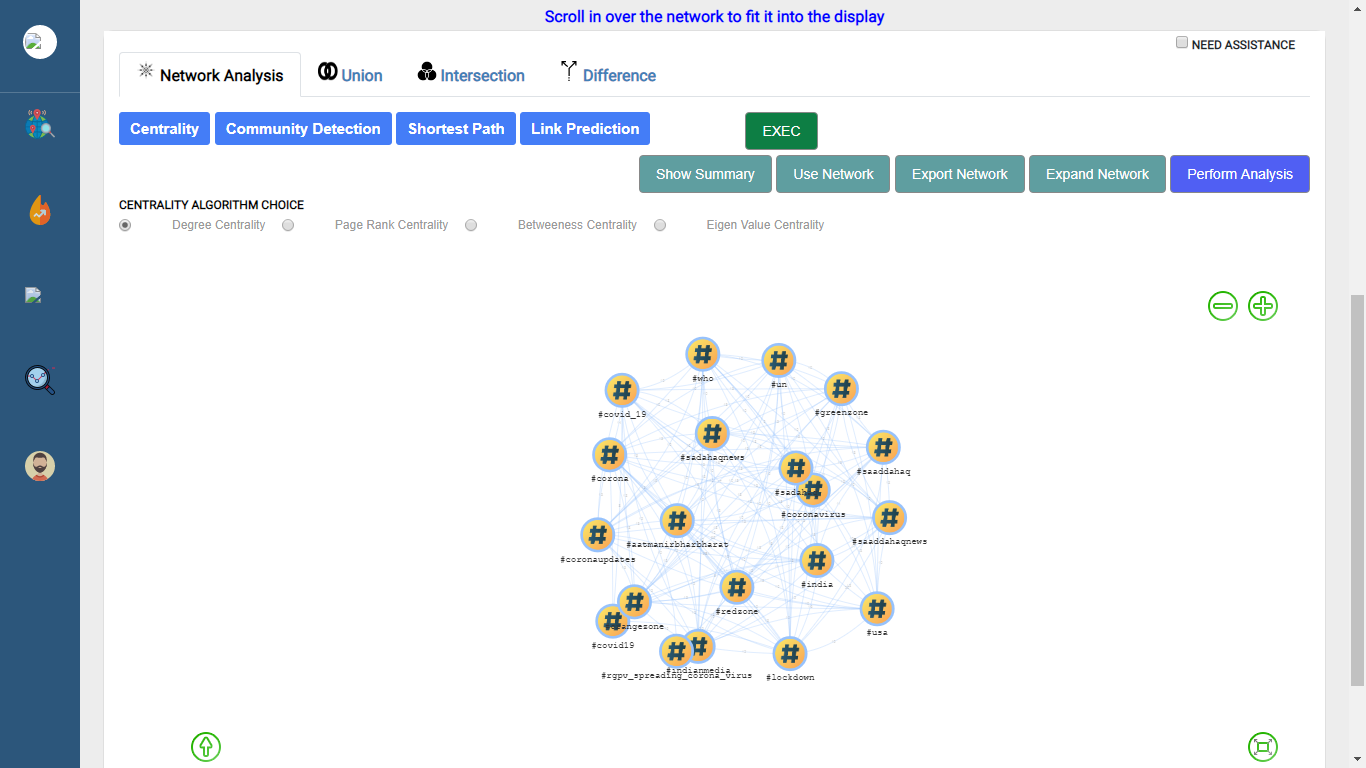 Scroll in over the network to fit it into the display
NEED ASSISTANCE
Network Analysis Union Intersection Difference
Centrality Community Detection Shortest Path Link Prediction EXEC
Show Summary Use Network Export Network Expand Network Perform Analysis
CENTRALITY ALGORITHM CHOICE
Degree Centrality Page Rank Centrality Betweeness Centrality Eigen Value Centrality
#who
#un
#covid_19
#greenzone
#sadahaqnews
#saaddahaq
#corona
#coronavirus
#saaddahaqnews
#aatmanirbharbharat
#coronaupdates
#india
#redzone
#usa
#covid19
#indianmedia
#rgpv_spreading_corona_virus
#lockdown